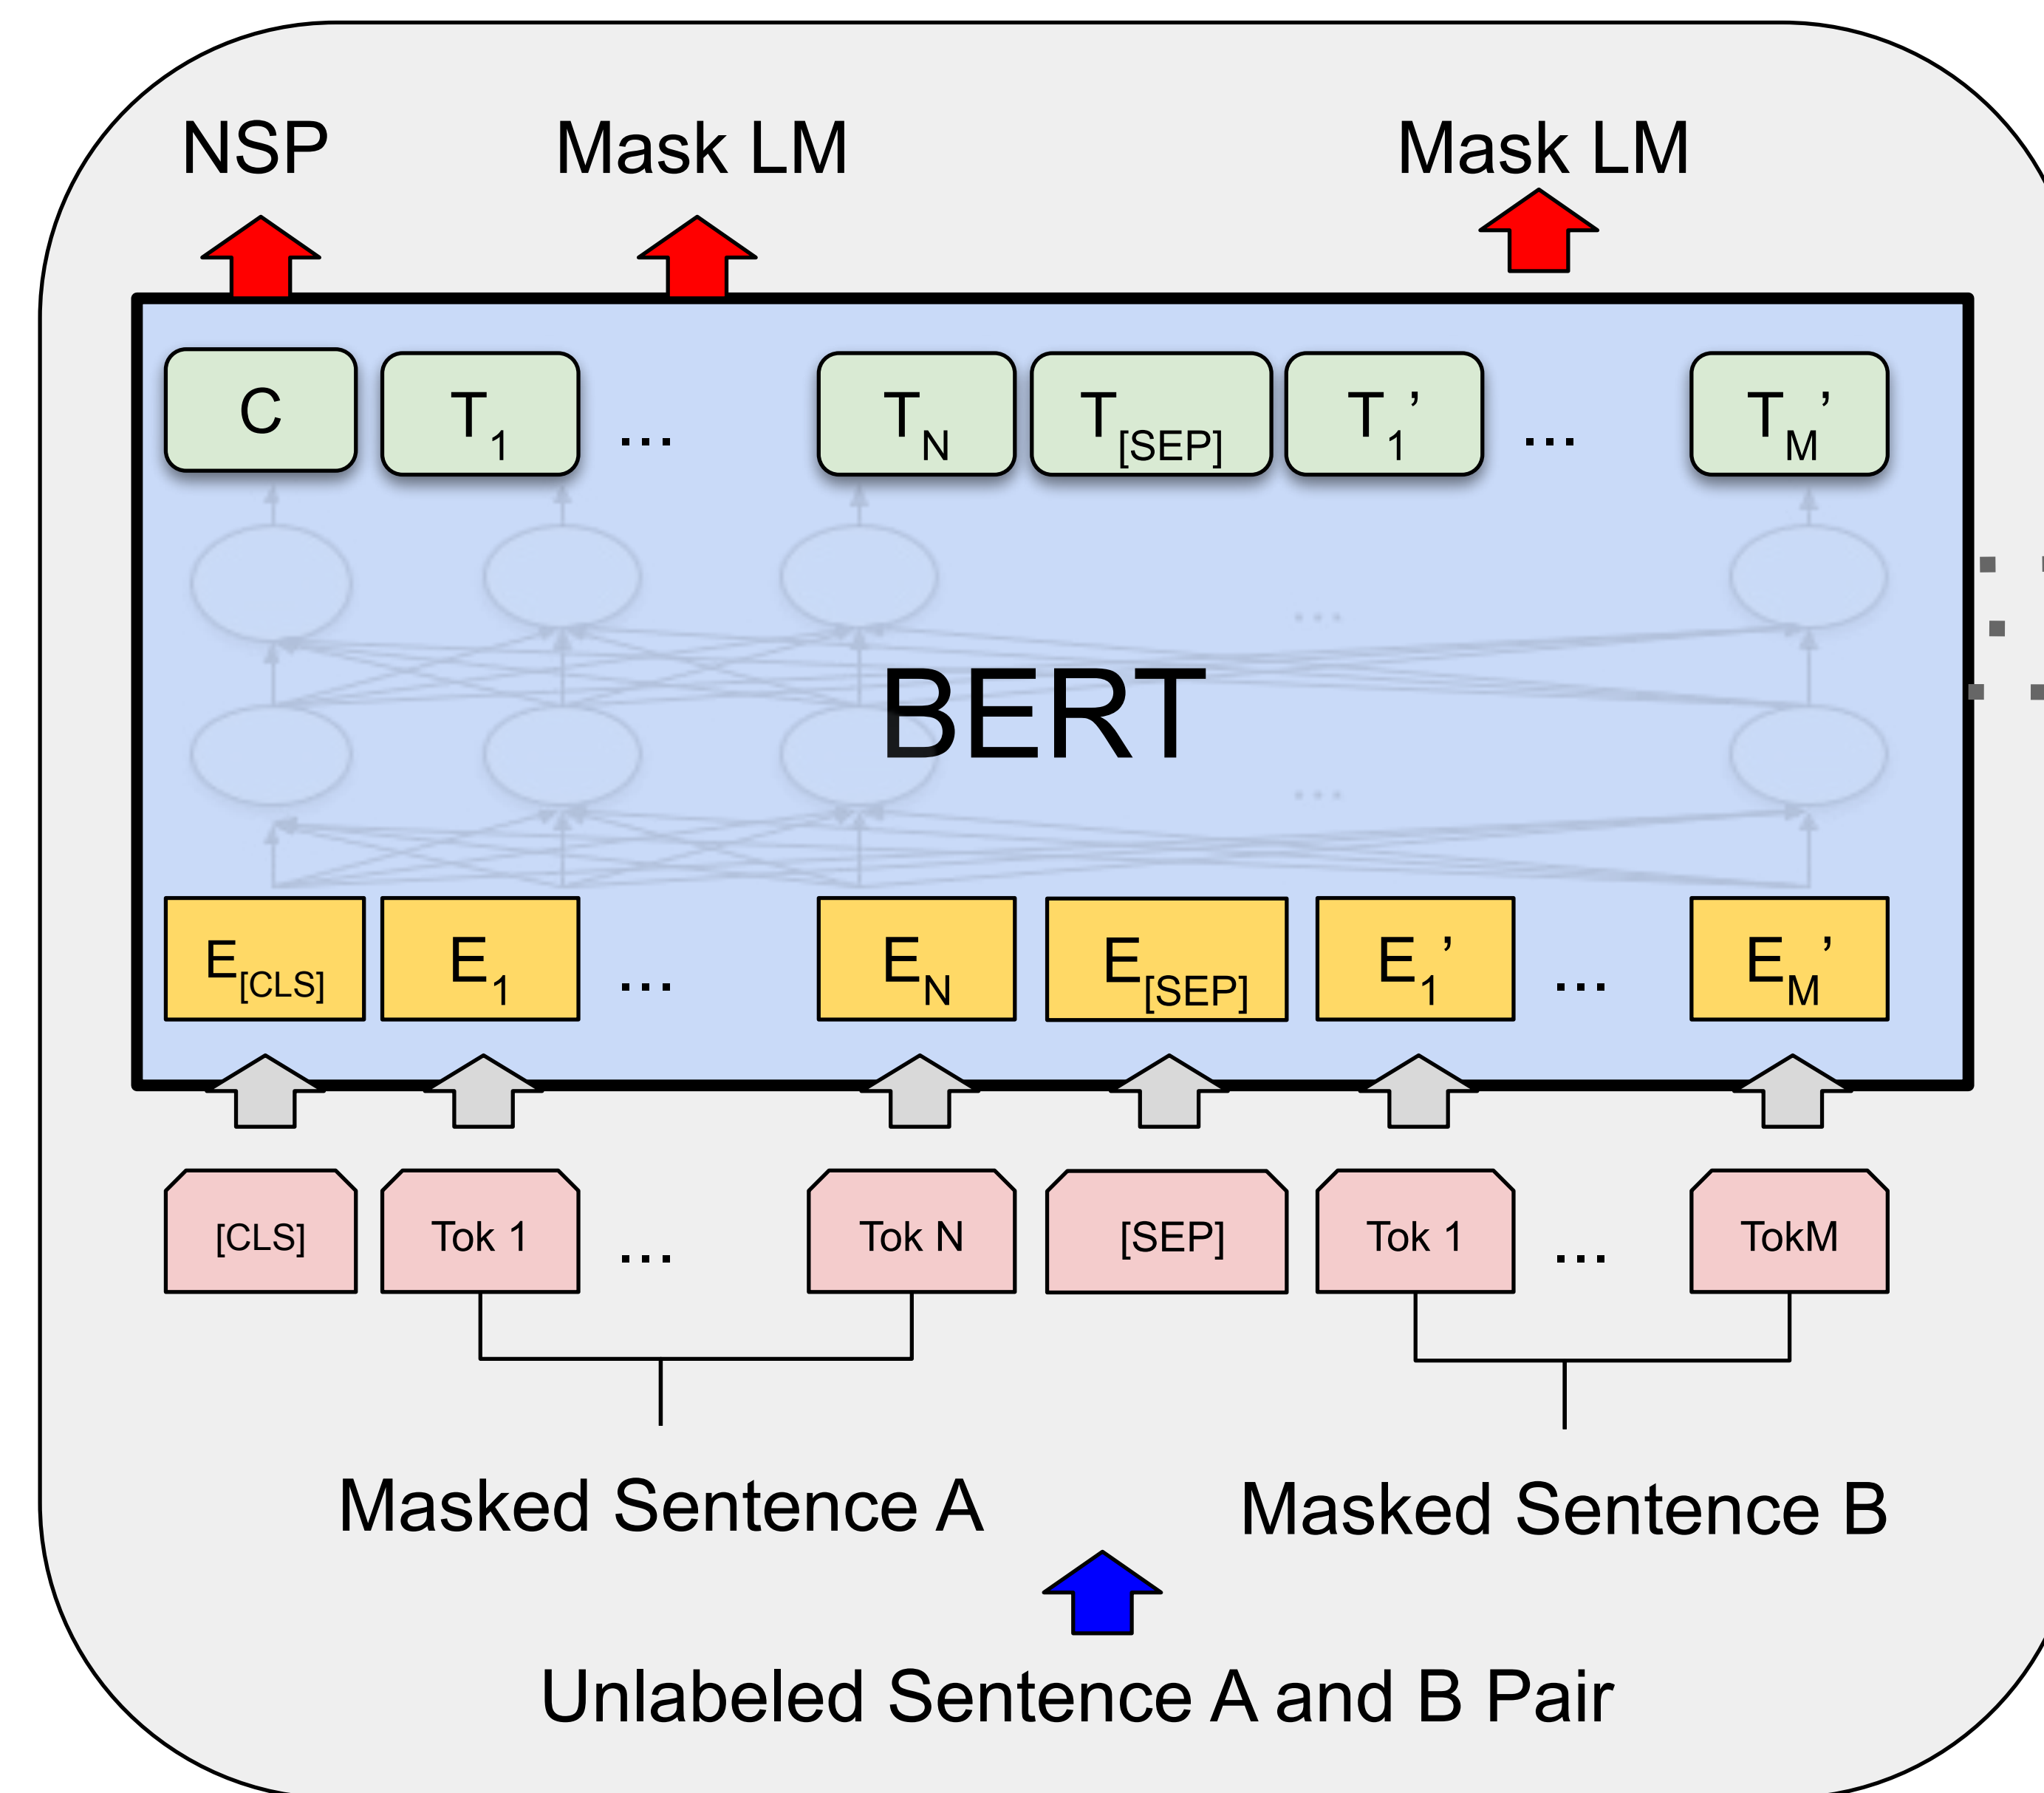 NSP Mask LM Mask LM
C T1 ... TN T[SEP] T1’ ... TM’
...
BERT
...
E[CLS] E1 ... EN E[SEP] E1’ ... EM’
[CLS] Tok 1 ... Tok N [SEP] Tok 1 ... TokM
Masked Sentence A Masked Sentence B
Unlabeled Sentence A and B Pair